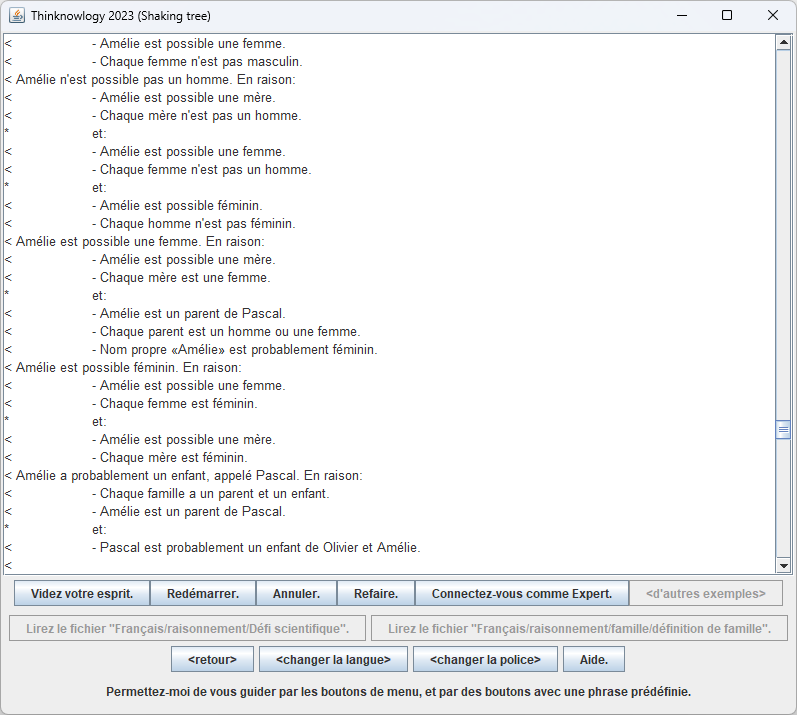 Thinknowlogy 2023 (Shaking tree)
< - Amélie est possible une femme.
< - Chaque femme n'est pas masculin.
< Amélie n'est possible pas un homme. En raison:
< - Amélie est possible une mère.
< - Chaque mère n'est pas un homme.
* et:
< - Amélie est possible une femme.
< - Chaque femme n'est pas un homme.
* et:
< - Amélie est possible féminin.
< - Chaque homme n'est pas féminin.
< Amélie est possible une femme. En raison:
< - Amélie est possible une mère.
< - Chaque mère est une femme.
* et:
< - Amélie est un parent de Pascal.
< - Chaque parent est un homme ou une femme.
< - Nom propre «Amélie» est probablement féminin.
< Amélie est possible féminin. En raison:
< - Amélie est possible une femme.
< - Chaque femme est féminin.
* et:
< - Amélie est possible une mère.
< - Chaque mère est féminin.
< Amélie a probablement un enfant, appelé Pascal. En raison:
< - Chaque famille a un parent et un enfant.
< - Amélie est un parent de Pascal.
* et:
< - Pascal est probablement un enfant de Olivier et Amélie.
<
Videz votre esprit. Redémarrer. Annuler. Refaire. Connectez-vous comme Expert. <d'autres exemples>
Lirez le fichier "Français/raisonnement/Défi scientifique". Lirez le fichier "Français/raisonnement/famille/définition de famille".
<retour> <changer la langue> <changer la police> Aide.
Permettez-moi de vous guider par les boutons de menu, et par des boutons avec une phrase prédéfinie.